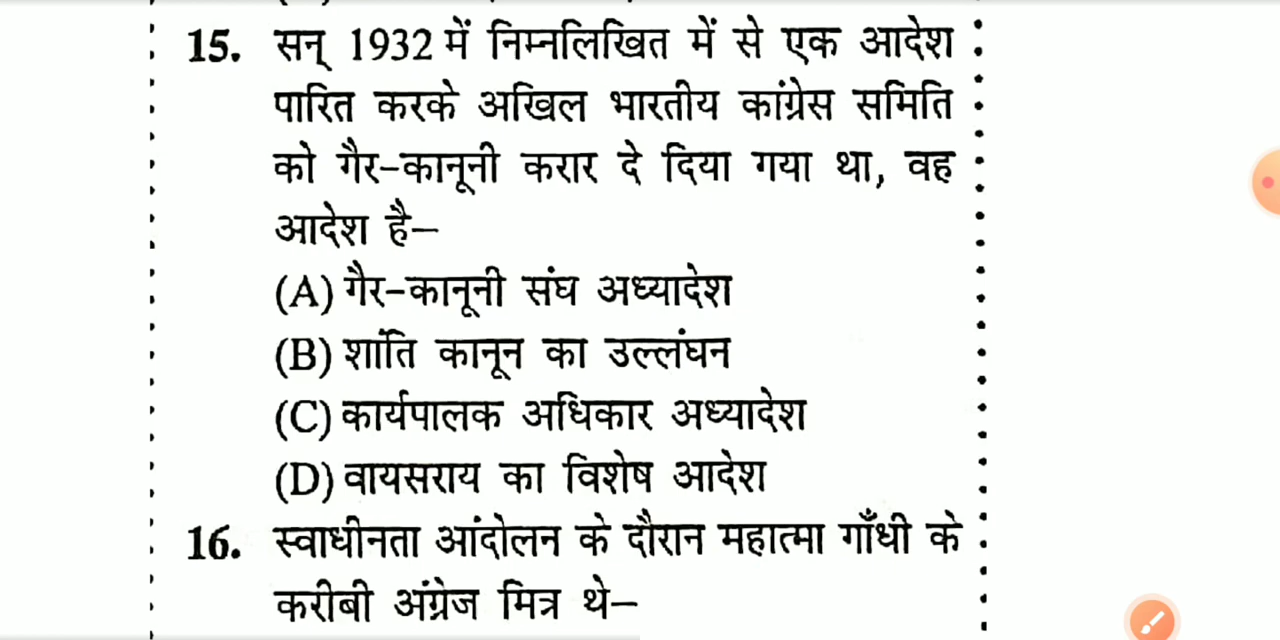 15. सन् 1932 में निम्नलिखित में से एक आदेश
पारित करके अखिल भारतीय कांग्रेस समिति
को गैर-कानूनी करार दे दिया गया था, वह
आदेश है–
(A) गैर-कानूनी संघ अध्यादेश
(B) शांति कानून का उल्लंघन
(C) कार्यपालक अधिकार अध्यादेश
(D) वायसराय का विशेष आदेश
16. स्वाधीनता आंदोलन के दौरान महात्मा गाँधी के
करीबी अंग्रेज मित्र थे–